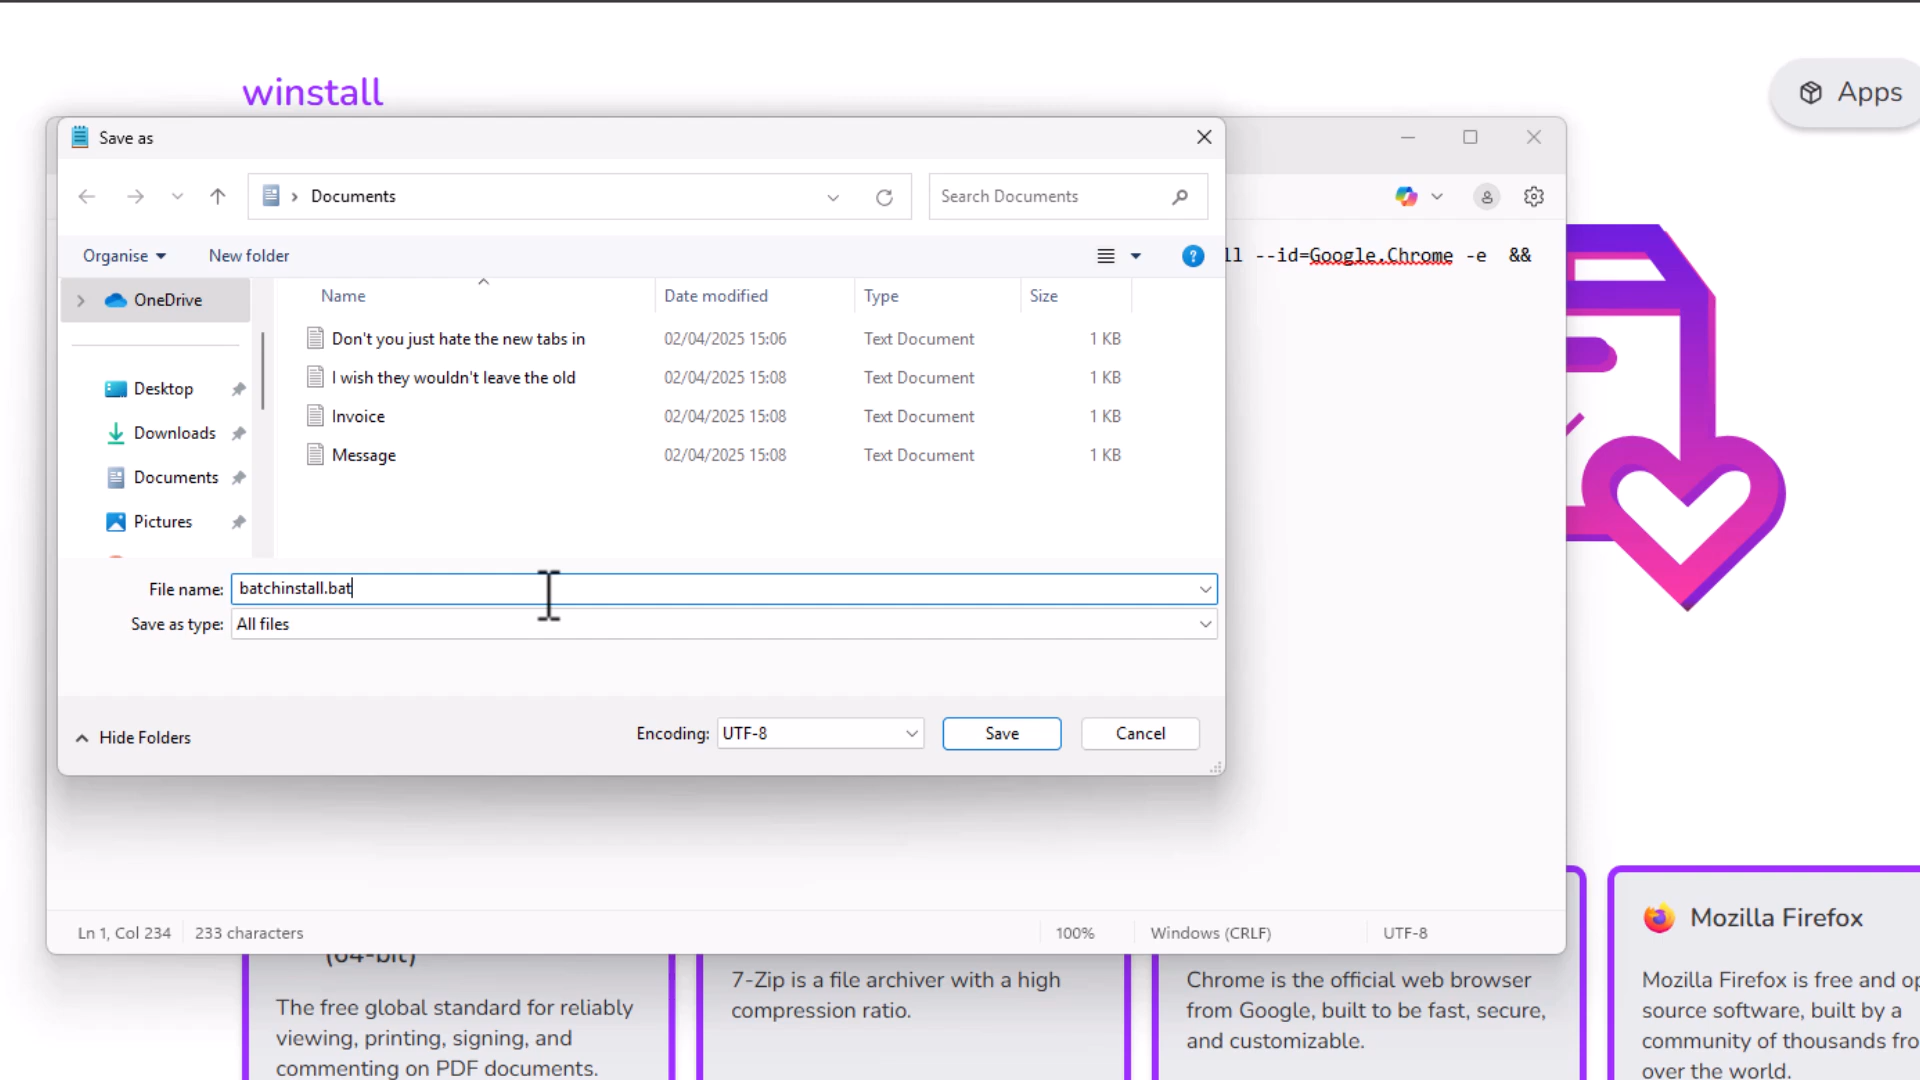 winstall
Apps
Save as
Documents
Search Documents
Organise
New folder
--id=Google.Chrome -e  &&
OneDrive
Name
Date modified
Type
Size
Don't you just hate the new tabs in
02/04/2025 15:06
Text Document
1 KB
Desktop
I wish they wouldn't leave the old
02/04/2025 15:08
Text Document
1 KB
Downloads
Invoice
02/04/2025 15:08
Text Document
1 KB
Documents
Message
02/04/2025 15:08
Text Document
1 KB
Pictures
File name:
batchinstall.bat
Save as type:
All files
Hide Folders
Encoding:
UTF-8
Save
Cancel
Ln 1, Col 234
233 characters
100%
Windows (CRLF)
UTF-8
(64-bit)
The free global standard for reliably
viewing, printing, signing, and
commenting on PDF documents.
7-Zip is a file archiver with a high
compression ratio.
Chrome is the official web browser
from Google, built to be fast, secure,
and customizable.
Mozilla Firefox
Mozilla Firefox is free and
source software, built by a
community of thousands
over the world.